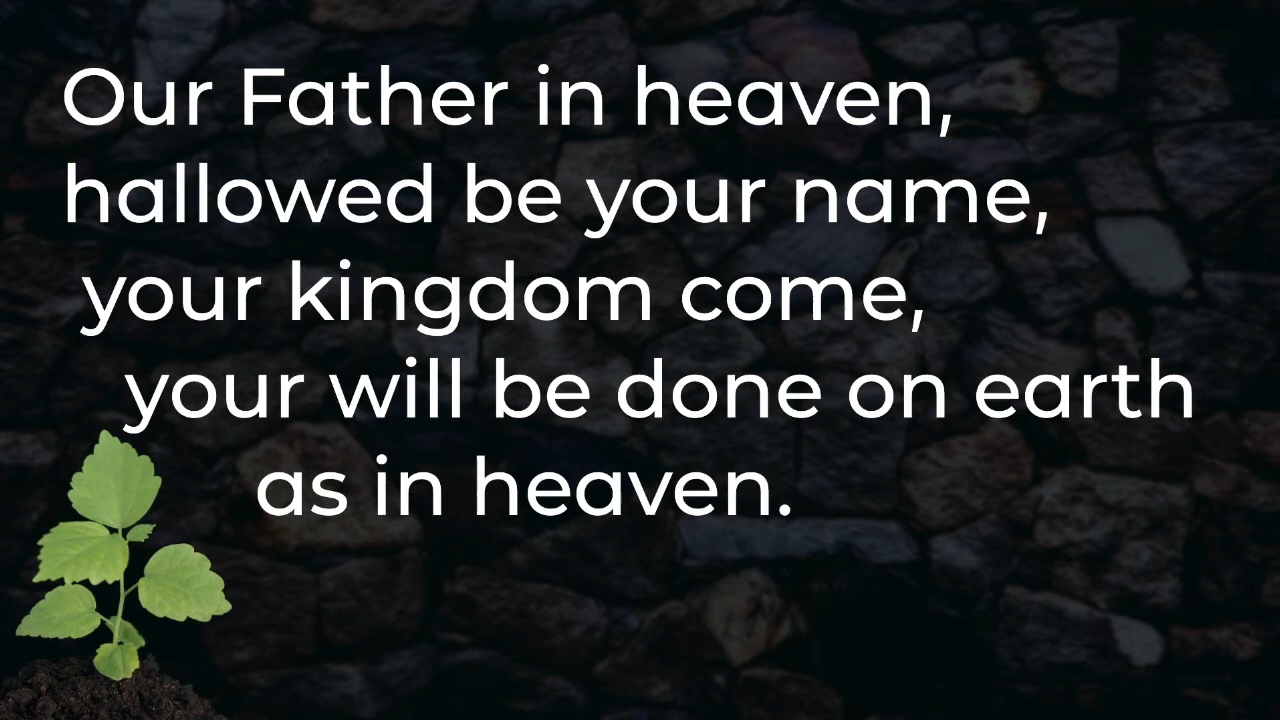 Our Father in heaven,
hallowed be your name,
your kingdom come,
your will be done on earth
as in heaven.